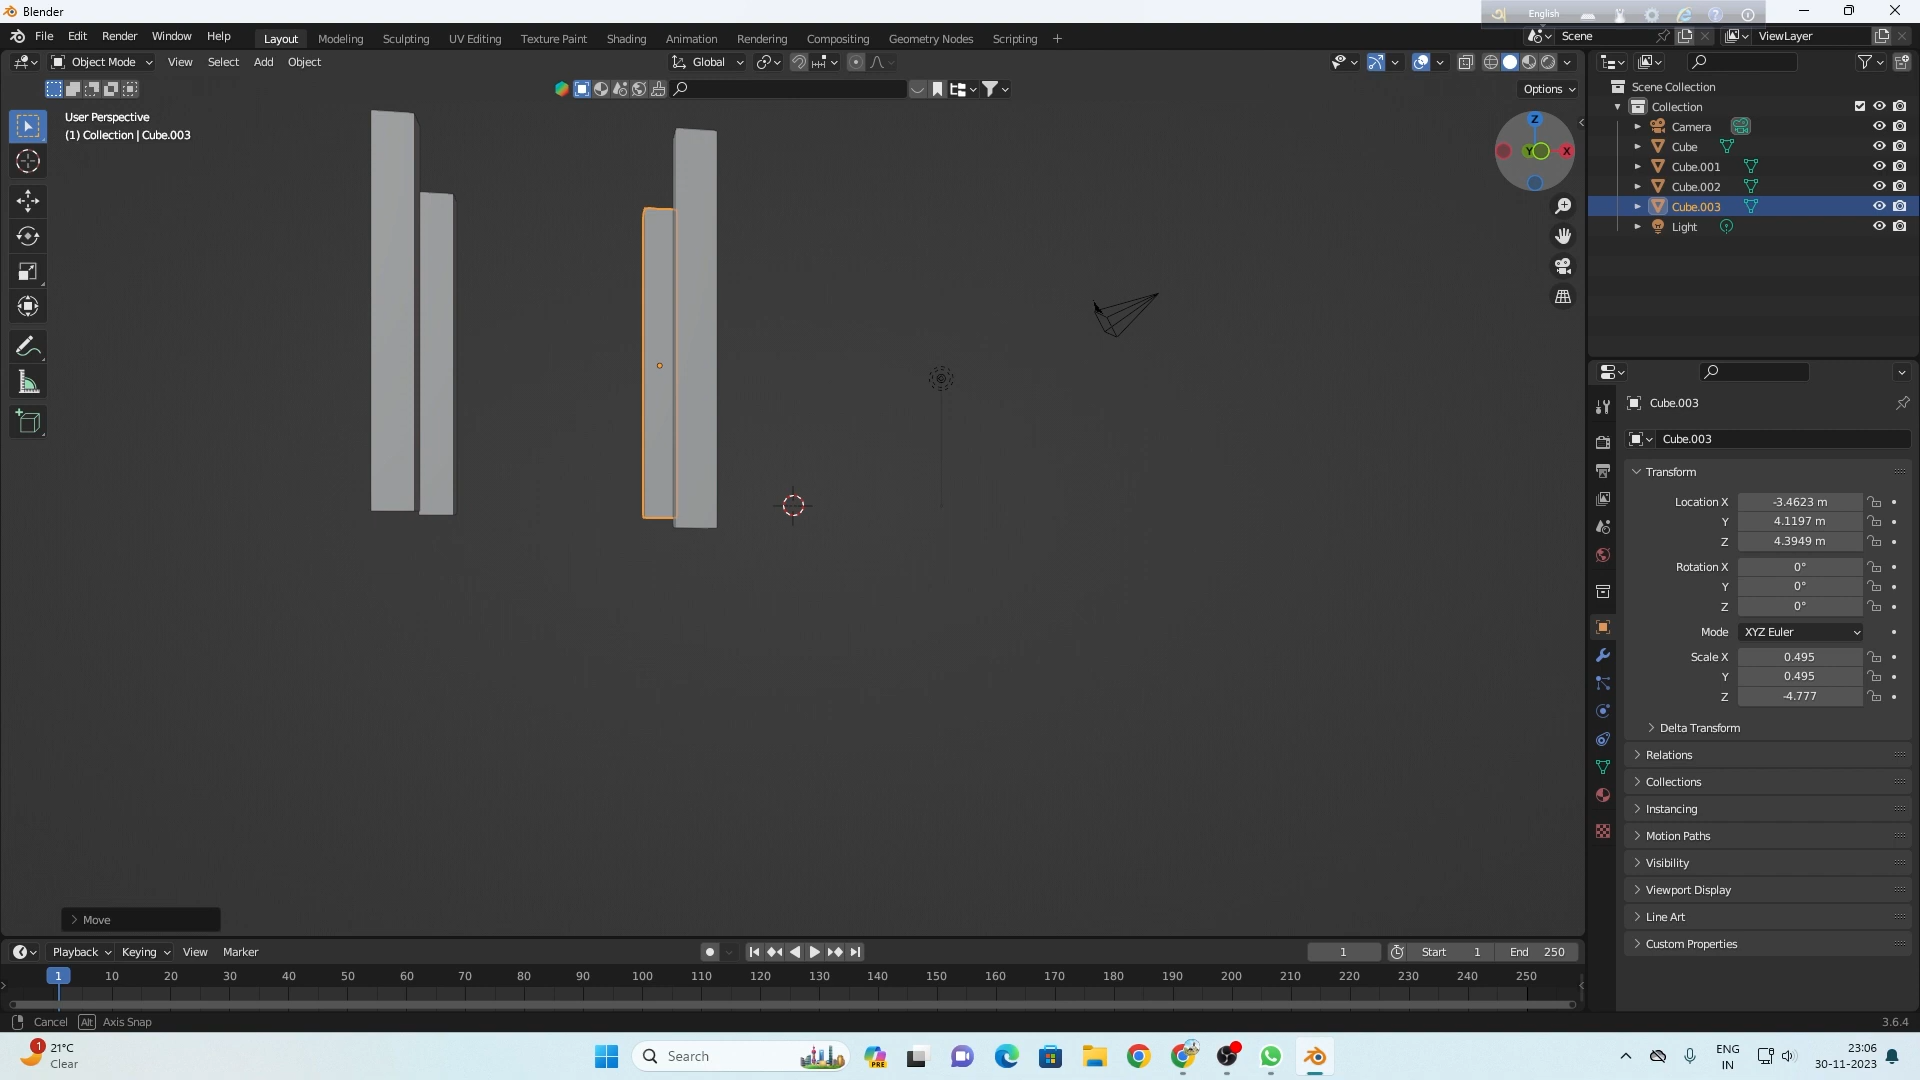 Blender
English
File Edit Render Window Help
Layout Modeling Sculpting UV Editing Texture Paint Shading Animation Rendering Compositing Geometry Nodes Scripting +
Scene
ViewLayer
Object Mode View Select Add Object
Global
Options
User Perspective
(1) Collection | Cube.003
Z
Y
X
Scene Collection
Collection
Camera
Cube
Cube.001
Cube.002
Cube.003
Light
Cube.003
Cube.003
Transform
Location X -3.4623 m
Y 4.1197 m
Z 4.3949 m
Rotation X 0°
Y 0°
Z 0°
Mode XYZ Euler
Scale X 0.495
Y 0.495
Z -4.777
Delta Transform
Relations
Collections
Instancing
Motion Paths
Visibility
Viewport Display
Line Art
Custom Properties
Move
Playback Keying View Marker
1 Start 1 End 250
1 10 20 30 40 50 60 70 80 90 100 110 120 130 140 150 160 170 180 190 200 210 220 230 240 250
Cancel Alt Axis Snap
3.6.4
1
21°C
Clear
Search
PRE
ENG
IN
23:06
30-11-2023